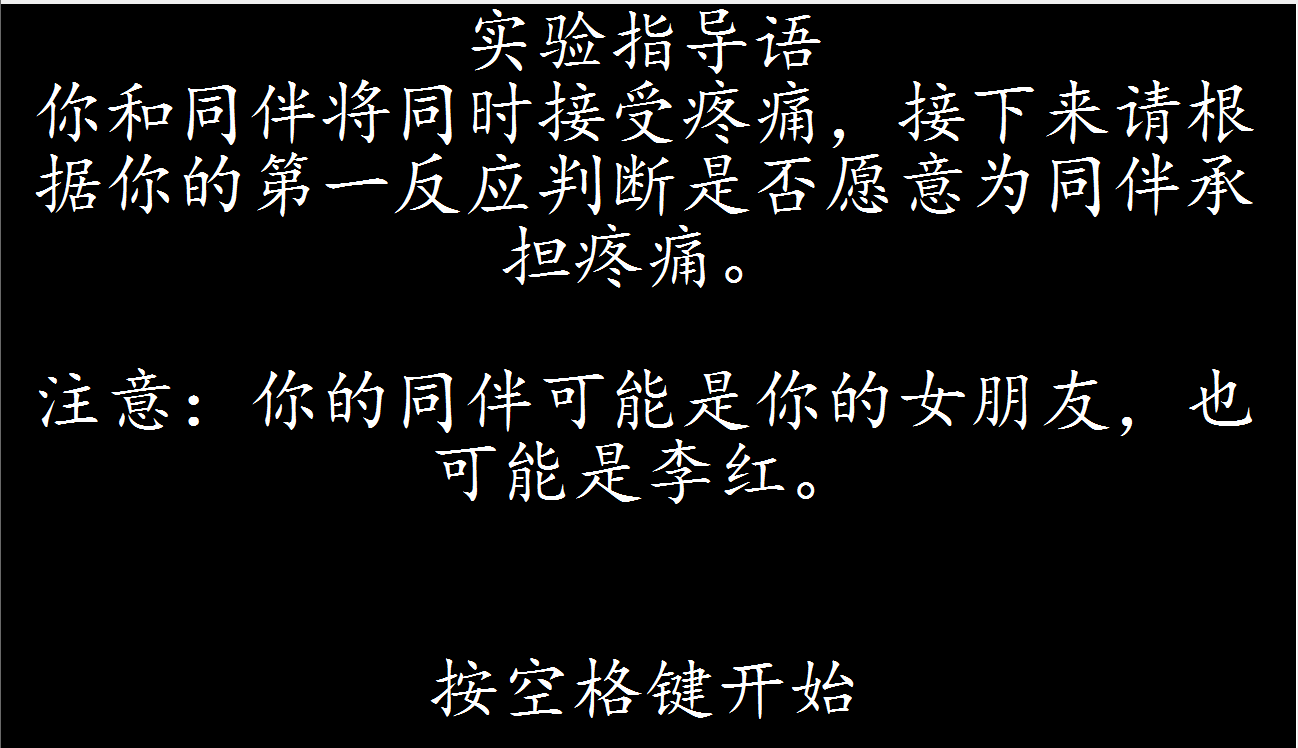 实验指导语
你和同伴将同时接受疼痛，接下来请根
据你的第一反应判断是否愿意为同伴承
担疼痛。
注意：你的同伴可能是你的女朋友，也
可能是李红。
按空格键开始